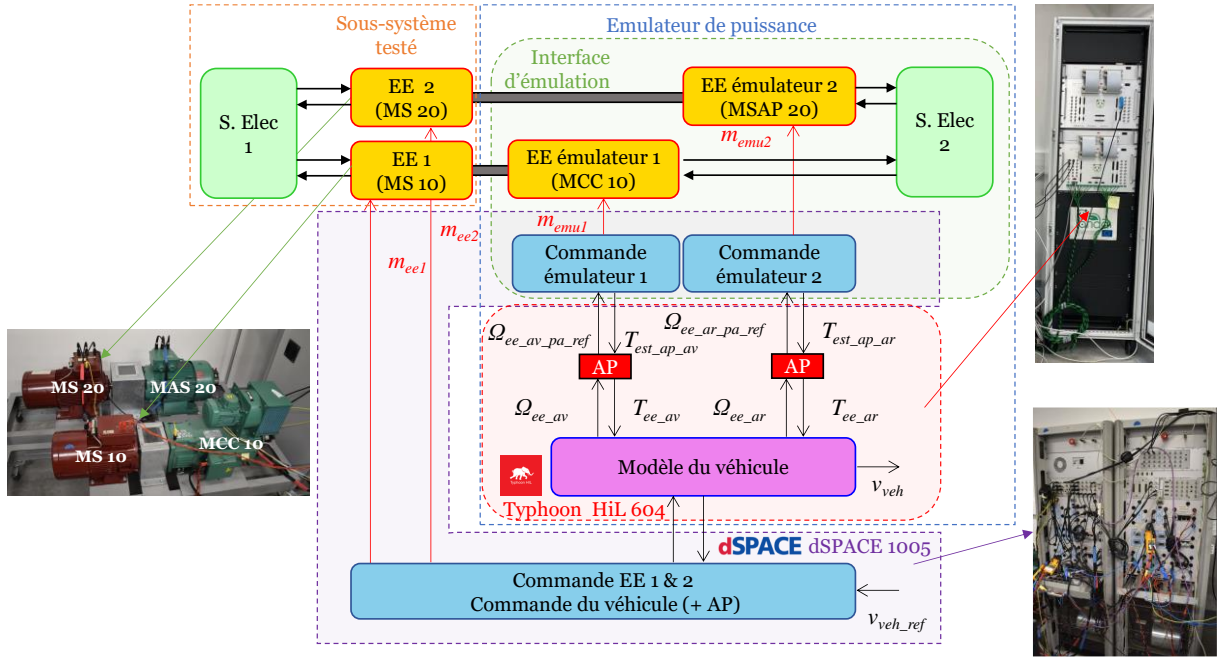 Sous-système
testé
Emulateur de puissance
Interface
d'émulation
S. Elec
1
EE 2
(MS 20)
EE émulateur 2
(MSAP 20)
S. Elec
2
EE 1
(MS 10)
EE émulateur 1
(MCC 10)
m_emu2
m_ee2
m_ee1
m_emu1
Commande
émulateur 1
Commande
émulateur 2
Ω_ee_av_pa_ref
T_est_ap_av
Ω_ee_ar_pa_ref
T_est_ap_ar
AP
AP
Ω_ee_av
T_ee_av
Ω_ee_ar
T_ee_ar
MS 20
MAS 20
MS 10
MCC 10
Modèle du véhicule
v_veh
Typhoon HIL
Typhoon HiL 604
dSPACE dSPACE 1005
Commande EE 1 & 2
Commande du véhicule (+ AP)
v_veh_ref